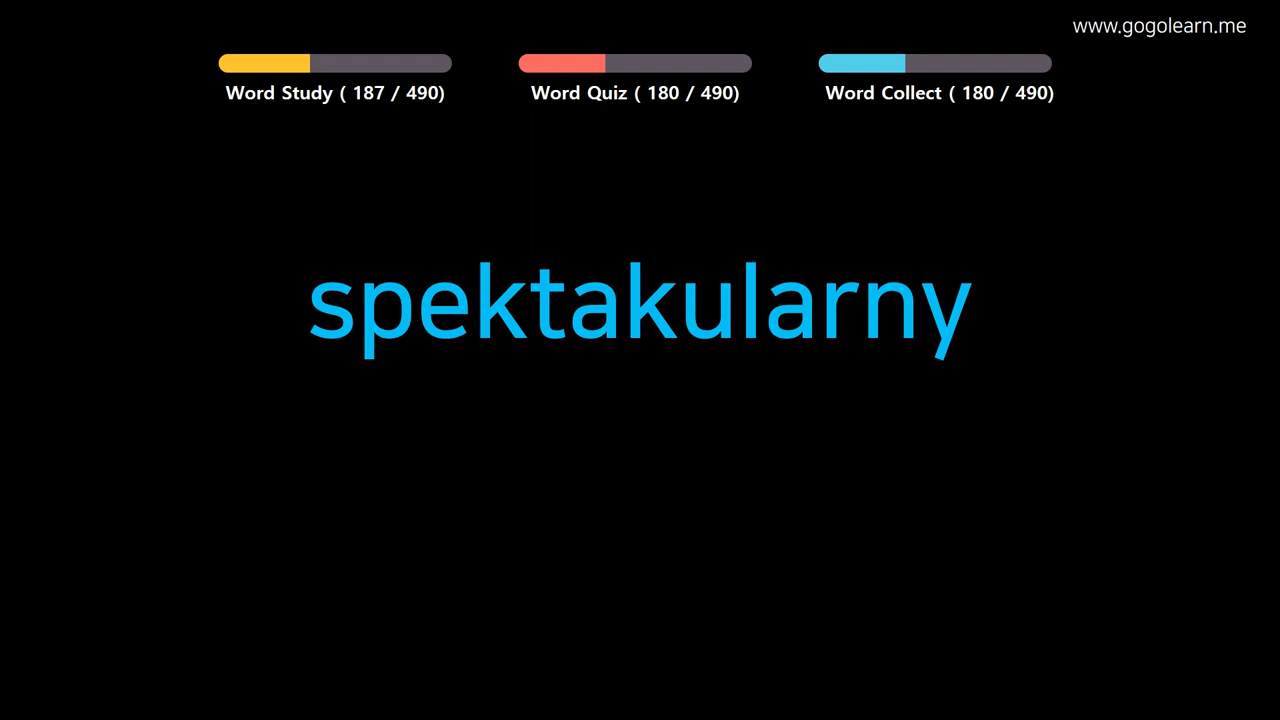 www.gogolearn.me
Word Study ( 187 / 490)
Word Quiz ( 180 / 490)
Word Collect ( 180 / 490)
spektakularny